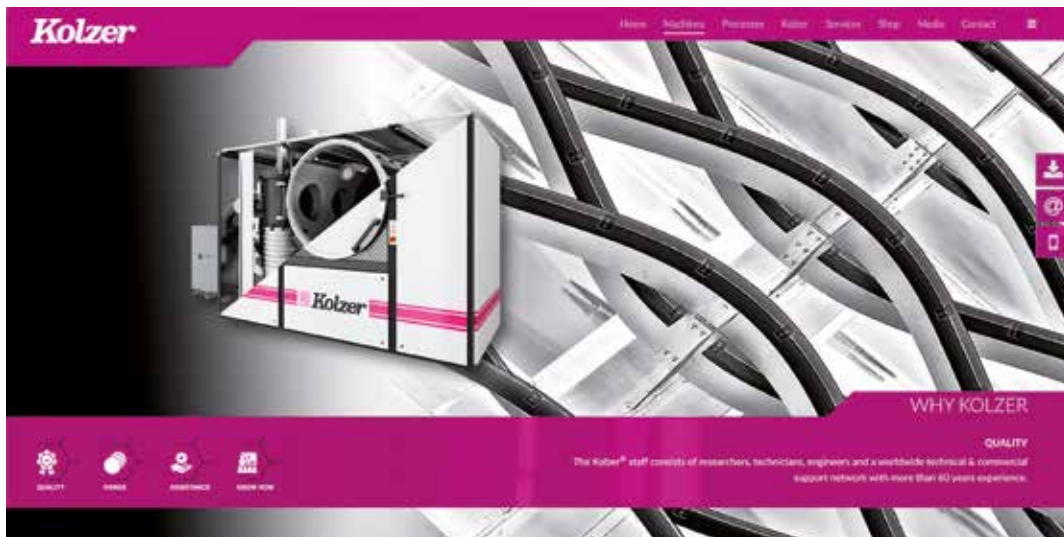 Kolzer
Home Machines Processes Kolzer Services Shop Media Contact
Kolzer
WHY KOLZER
QUALITY
The Kolzer® staff consists of researchers, technicians, engineers and a worldwide technical & commercial
support network with more than 60 years experience.
QUALITY RANGE ASSISTANCE KNOW HOW